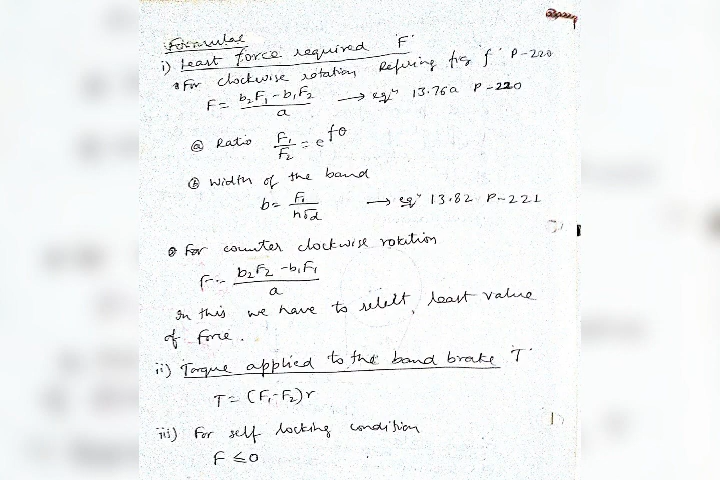 Formulae
i) Least force required 'F'
For clockwise rotation Refering fig 'f' P-220
F = b₂F₁ - b₁F₂ / a → eqⁿ 13.76a P-220
ⓐ Ratio F₁/F₂ = e^fθ
ⓑ width of the band
b = F₁ / hσd → eqⁿ 13.82 P-221
For counter clockwise rotation
F = b₂F₂ - b₁F₁ / a
In this we have to least value
of force.
ii) Torque applied to the band brake 'T'
T = (F₁-F₂)r
iii) For self locking condition
F ≤ 0